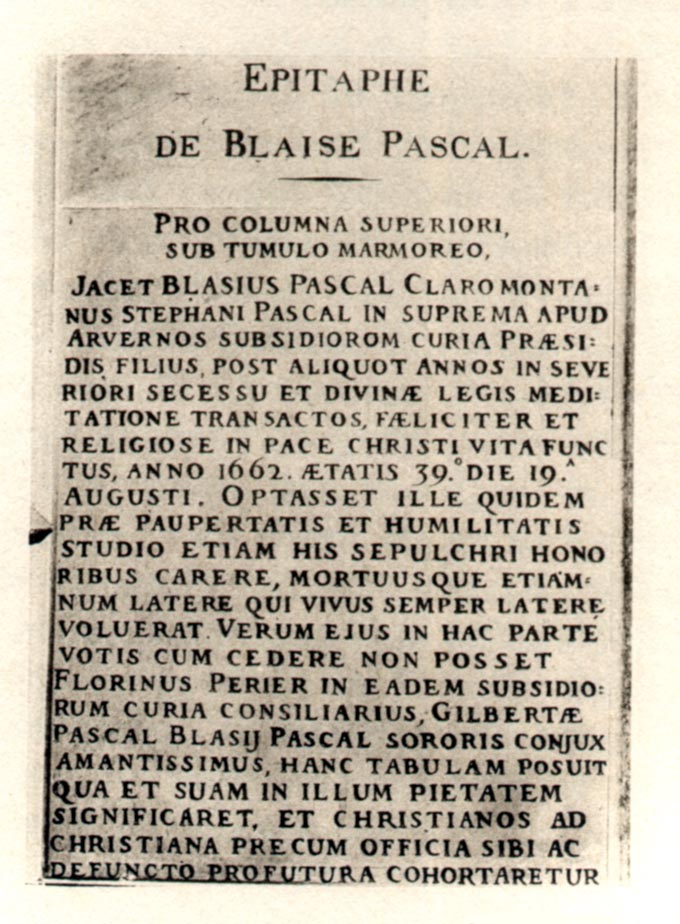 EPITAPHE
DE BLAISE PASCAL.
PRO COLUMNA SUPERIORI,
SUB TUMULO MARMOREO,
JACET BLASIUS PASCAL CLAROMONTA=
NUS STEPHANI PASCAL IN SUPREMA APUD
ARVERNOS SUBSIDIOROM CURIA PRÆSI=
DIS FILIUS, POST ALIQUOT ANNOS IN SEVE
RIORI SECESSU ET DIVINÆ LEGIS MEDI=
TATIONE TRANSACTOS, FÆLICITER ET
RELIGIOSE IN PACE CHRISTI VITA FUNC
TUS, ANNO 1662. ÆTATIS 39.º DIE 19.ᴬ
AUGUSTI. OPTASSET ILLE QUIDEM
PRÆ PAUPERTATIS ET HUMILITATIS
STUDIO ETIAM HIS SEPULCHRI HONO
RIBUS CARERE, MORTUUSQUE ETIAM=
NUM LATERE QUI VIVUS SEMPER LATERE
VOLUERAT. VERUM EJUS IN HAC PARTE
VOTIS CUM CEDERE NON POSSET
FLORINUS PERIER IN EADEM SUBSIDIO=
RUM CURIA CONSILIARIUS, GILBERTÆ
PASCAL BLASIJ PASCAL SORORIS CONJUX
AMANTISSIMUS, HANC TABULAM POSUIT
QUA ET SUAM IN ILLUM PIETATEM
SIGNIFICARET, ET CHRISTIANOS AD
CHRISTIANA PRECUM OFFICIA SIBI AC
DEFUNCTO PROFUTURA COHORTARETUR